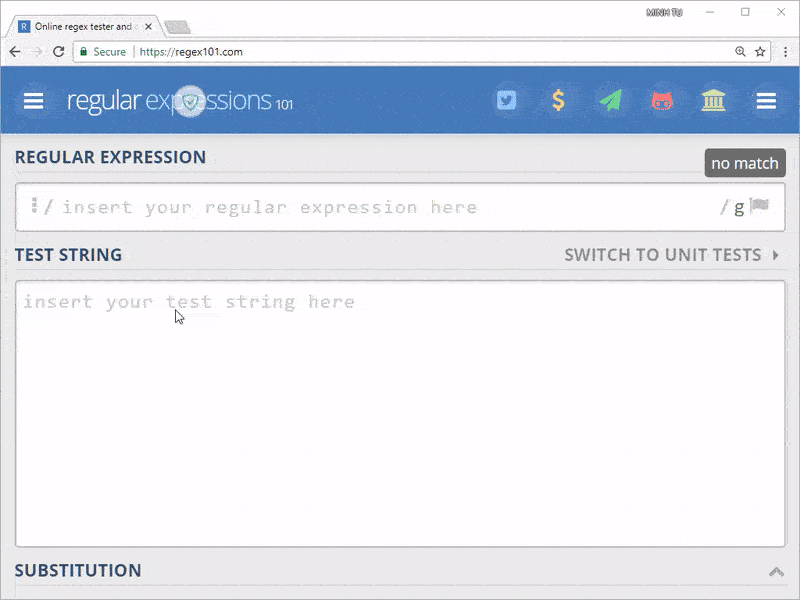 MINH TU
Online regex tester and
Secure https://regex101.com
regular expressions 101
REGULAR EXPRESSION
no match
/ insert your regular expression here / g
TEST STRING
SWITCH TO UNIT TESTS
insert your test string here
SUBSTITUTION